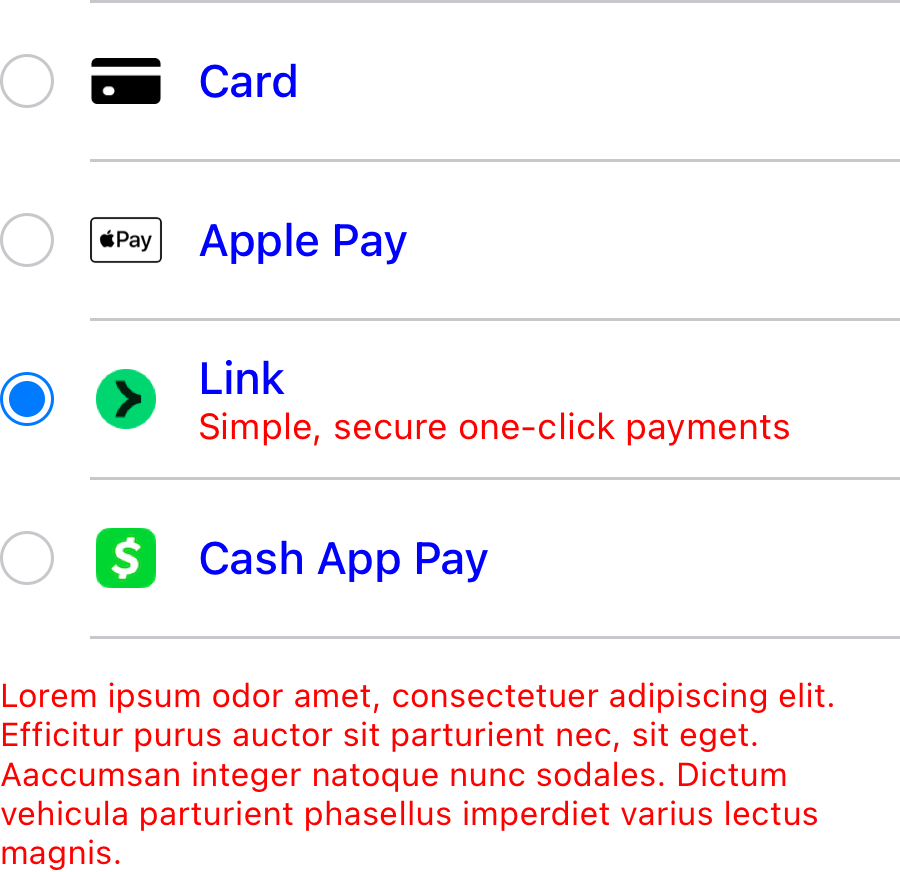 Card
Pay
Apple Pay
Link
Simple, secure one-click payments
$
Cash App Pay
Lorem ipsum odor amet, consectetuer adipiscing elit.
Efficitur purus auctor sit parturient nec, sit eget.
Aaccumsan integer natoque nunc sodales. Dictum
vehicula parturient phasellus imperdiet varius lectus
magnis.